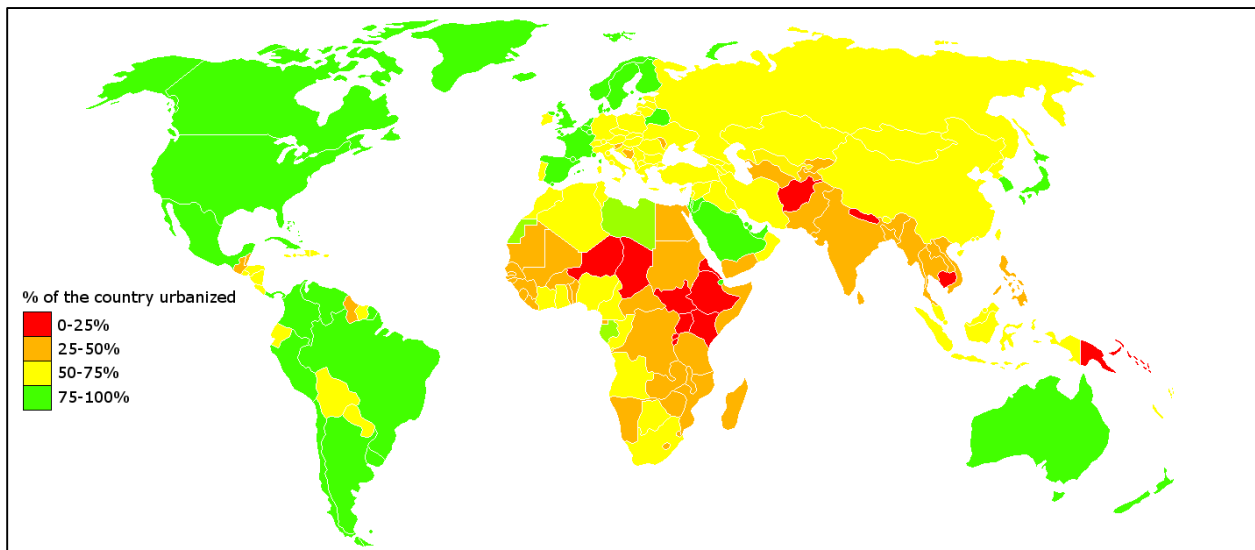 % of the country urbanized
0-25%
25-50%
50-75%
75-100%